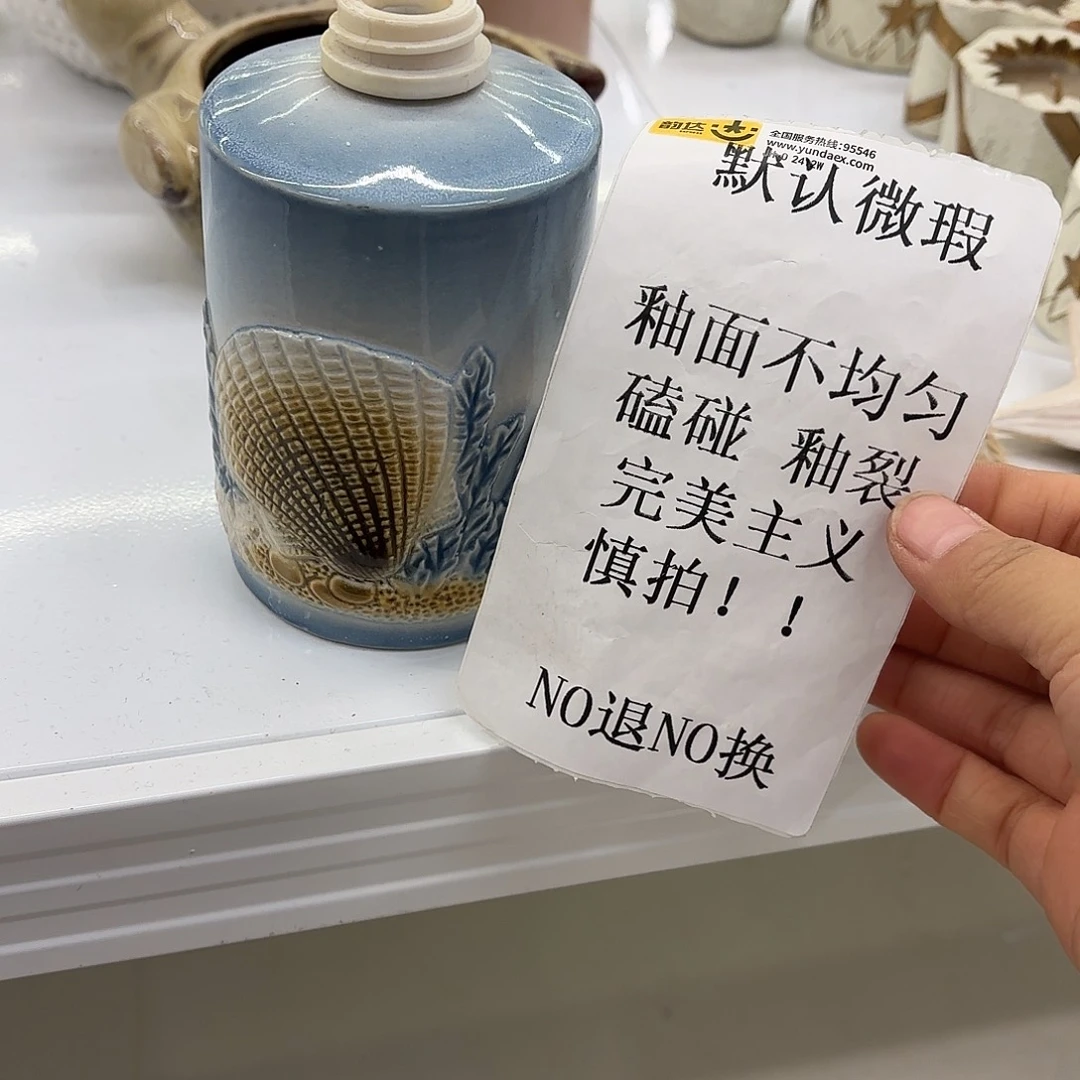 韵达
全国服务热线：95546
www.yundaex.com
默认微瑕
釉面不均匀
磕碰 釉裂
完美主义
慎拍！！
NO退NO换